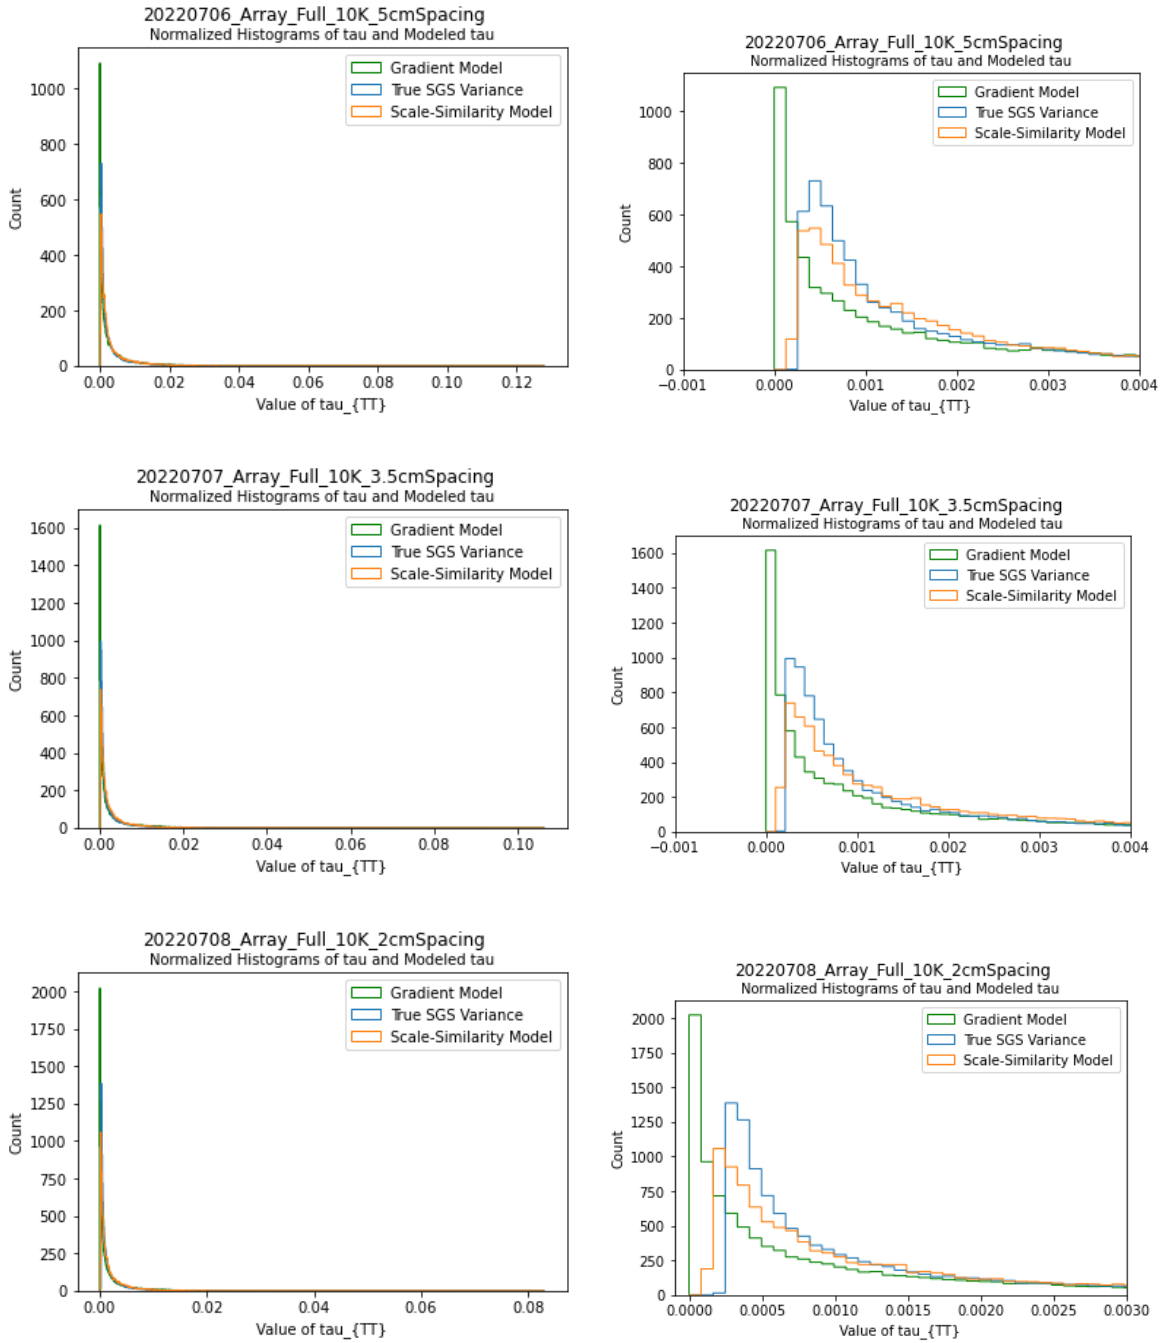 20220706_Array_Full_10K_5cmSpacing
Normalized Histograms of tau and Modeled tau
Gradient Model
True SGS Variance
Scale-Similarity Model
Count
1000
800
600
400
200
0
0.00 0.02 0.04 0.06 0.08 0.10 0.12
Value of tau_{TT}
20220706_Array_Full_10K_5cmSpacing
Normalized Histograms of tau and Modeled tau
Gradient Model
True SGS Variance
Scale-Similarity Model
Count
1000
800
600
400
200
0
−0.001 0.000 0.001 0.002 0.003 0.004
Value of tau_{TT}
20220707_Array_Full_10K_3.5cmSpacing
Normalized Histograms of tau and Modeled tau
Gradient Model
True SGS Variance
Scale-Similarity Model
Count
1600
1400
1200
1000
800
600
400
200
0
0.00 0.02 0.04 0.06 0.08 0.10
Value of tau_{TT}
20220707_Array_Full_10K_3.5cmSpacing
Normalized Histograms of tau and Modeled tau
Gradient Model
True SGS Variance
Scale-Similarity Model
Count
1600
1400
1200
1000
800
600
400
200
0
−0.001 0.000 0.001 0.002 0.003 0.004
Value of tau_{TT}
20220708_Array_Full_10K_2cmSpacing
Normalized Histograms of tau and Modeled tau
Gradient Model
True SGS Variance
Scale-Similarity Model
Count
2000
1750
1500
1250
1000
750
500
250
0
0.00 0.02 0.04 0.06 0.08
Value of tau_{TT}
20220708_Array_Full_10K_2cmSpacing
Normalized Histograms of tau and Modeled tau
Gradient Model
True SGS Variance
Scale-Similarity Model
Count
2000
1750
1500
1250
1000
750
500
250
0
0.0000 0.0005 0.0010 0.0015 0.0020 0.0025 0.0030
Value of tau_{TT}